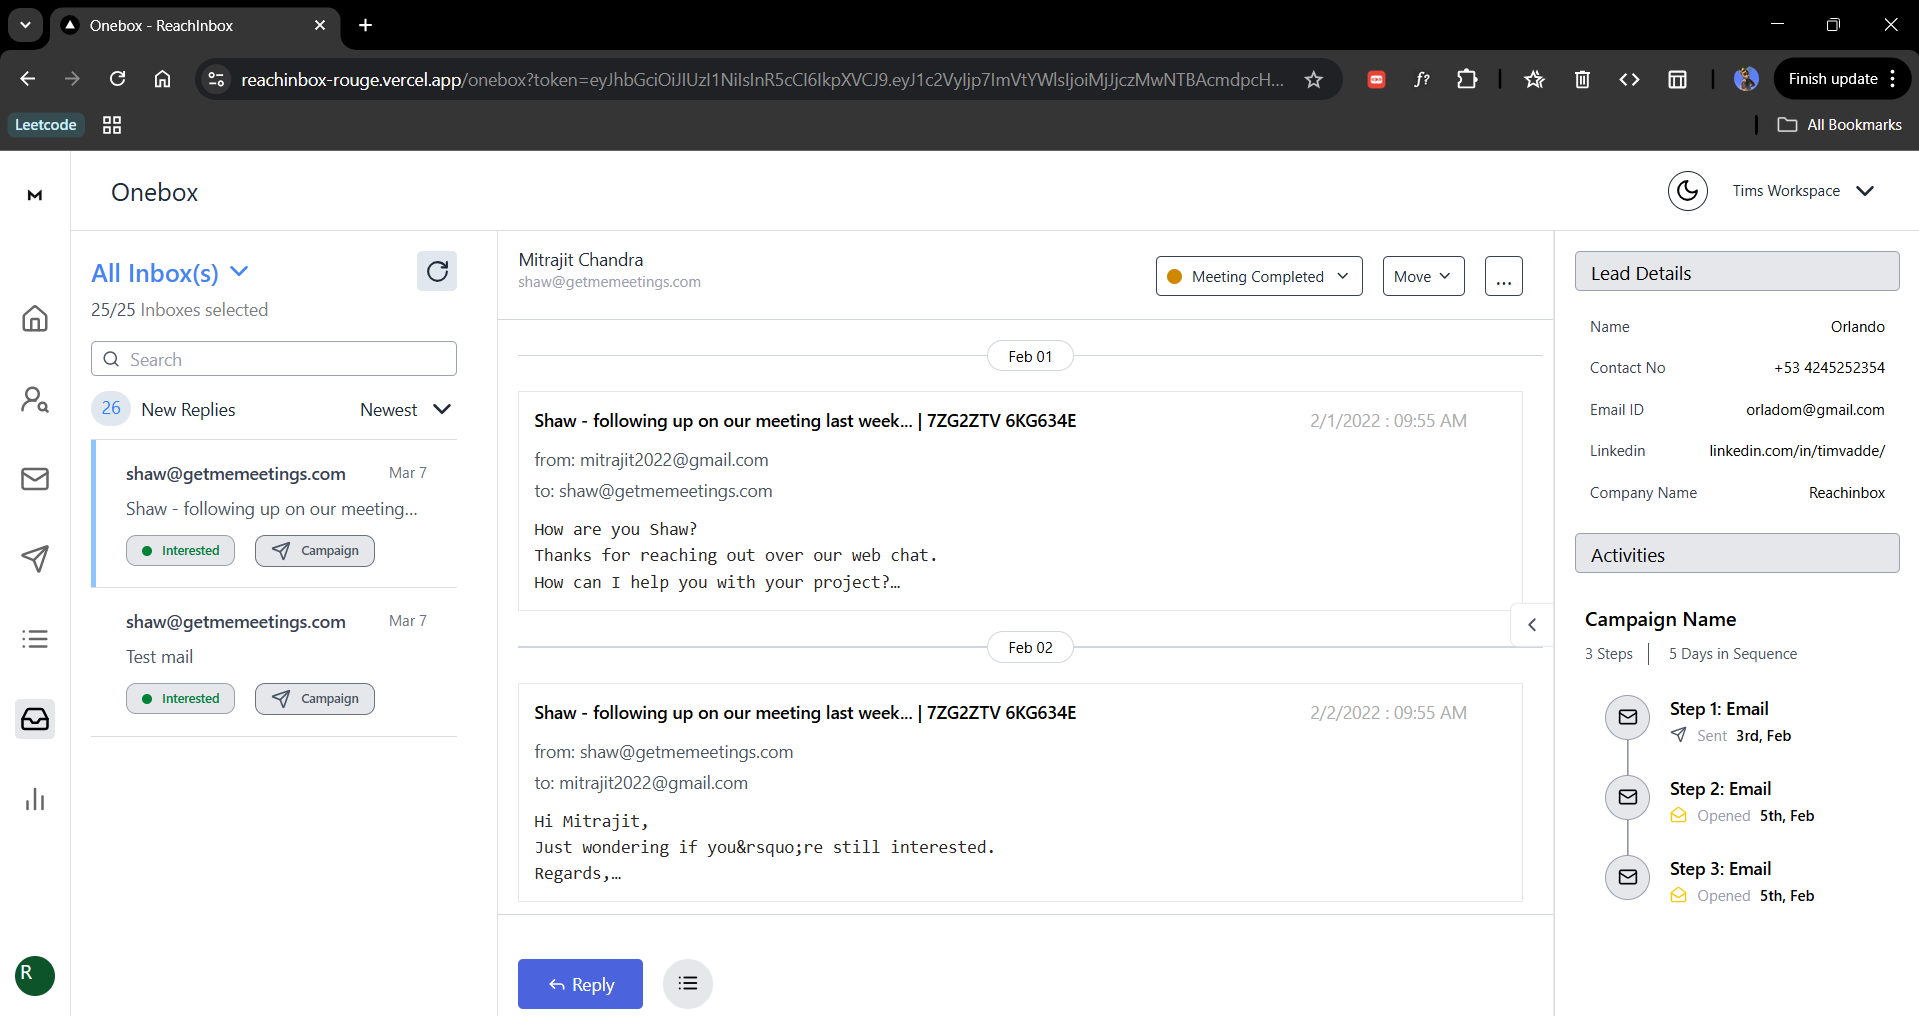 Onebox - ReachInbox
reachinbox-rouge.vercel.app/onebox?token=eyJhbGciOiJIUzI1NiIsInR5cCI6IkpXVCJ9.eyJ1c2VyIjp7ImVtYWlsIjoiMjJjczMwNTBAcmdpcH...
f?
Finish update
Leetcode
All Bookmarks
M
Onebox
Tims Workspace
All Inbox(s)
25/25 Inboxes selected
Search
26 New Replies
Newest
shaw@getmemeetings.com Mar 7
Shaw - following up on our meeting...
Interested Campaign
shaw@getmemeetings.com Mar 7
Test mail
Interested Campaign
R
Mitrajit Chandra
shaw@getmemeetings.com
Meeting Completed
Move
...
Feb 01
Shaw - following up on our meeting last week... | 7ZG2ZTV 6KG634E 2/1/2022 : 09:55 AM
from: mitrajit2022@gmail.com
to: shaw@getmemeetings.com
How are you Shaw?
Thanks for reaching out over our web chat.
How can I help you with your project?…
Feb 02
Shaw - following up on our meeting last week... | 7ZG2ZTV 6KG634E 2/2/2022 : 09:55 AM
from: shaw@getmemeetings.com
to: mitrajit2022@gmail.com
Hi Mitrajit,
Just wondering if you&rsquo;re still interested.
Regards,…
Reply
Lead Details
Name Orlando
Contact No +53 4245252354
Email ID orladom@gmail.com
Linkedin linkedin.com/in/timvadde/
Company Name Reachinbox
Activities
Campaign Name
3 Steps | 5 Days in Sequence
Step 1: Email
Sent 3rd, Feb
Step 2: Email
Opened 5th, Feb
Step 3: Email
Opened 5th, Feb